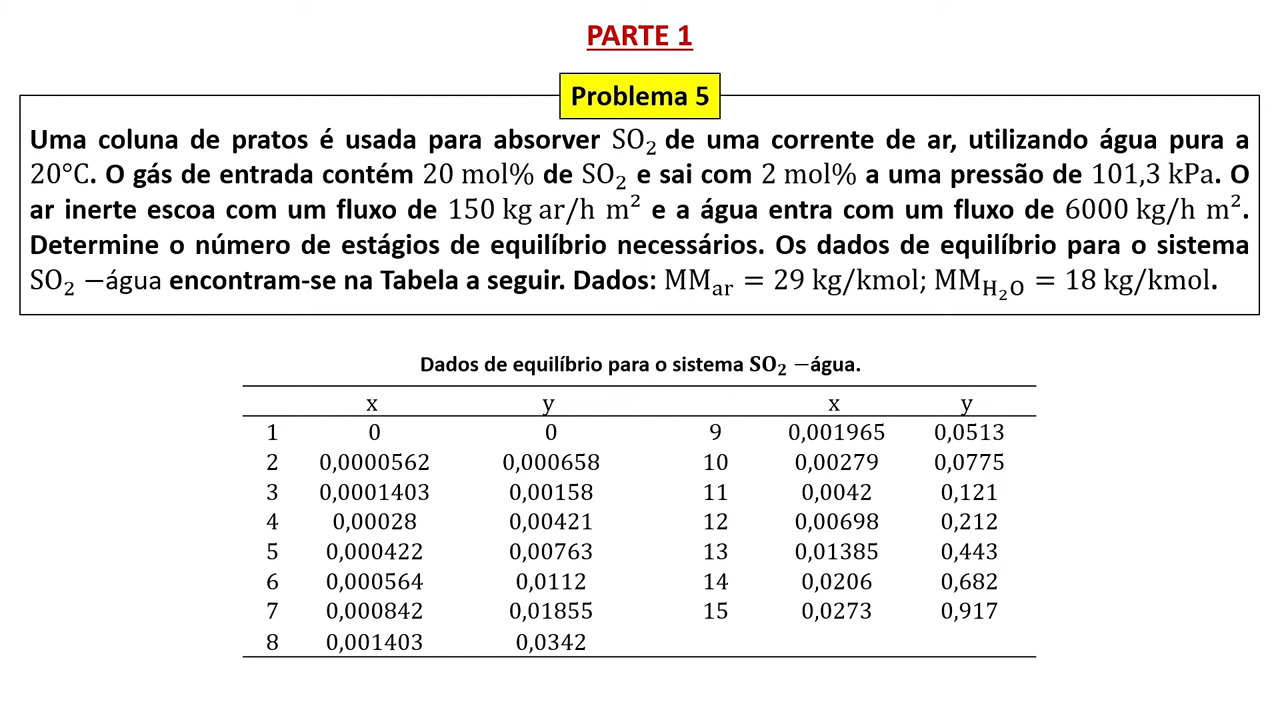 PARTE 1
Problema 5
Uma coluna de pratos é usada para absorver SO₂ de uma corrente de ar, utilizando água pura a
20°C. O gás de entrada contém 20 mol% de SO₂ e sai com 2 mol% a uma pressão de 101,3 kPa. O
ar inerte escoa com um fluxo de 150 kg ar/h m² e a água entra com um fluxo de 6000 kg/h m².
Determine o número de estágios de equilíbrio necessários. Os dados de equilíbrio para o sistema
SO₂ −água encontram-se na Tabela a seguir. Dados: MM_ar = 29 kg/kmol; MM_H₂O = 18 kg/kmol.
Dados de equilíbrio para o sistema SO₂ −água.
x y x y
1 0 0 9 0,001965 0,0513
2 0,0000562 0,000658 10 0,00279 0,0775
3 0,0001403 0,00158 11 0,0042 0,121
4 0,00028 0,00421 12 0,00698 0,212
5 0,000422 0,00763 13 0,01385 0,443
6 0,000564 0,0112 14 0,0206 0,682
7 0,000842 0,01855 15 0,0273 0,917
8 0,001403 0,0342